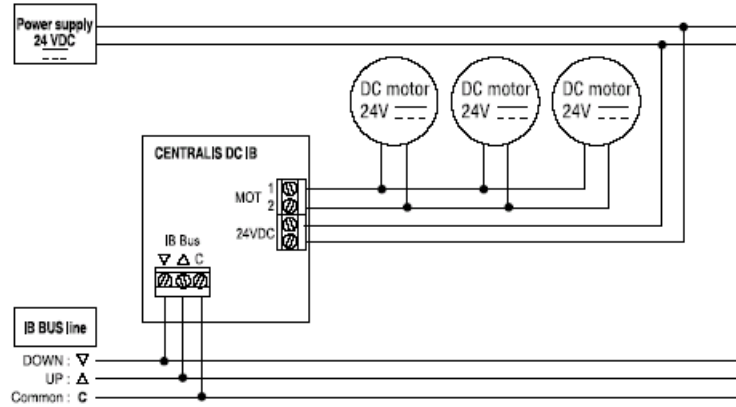 Power supply
24 VDC
DC motor
24V
DC motor
24V
DC motor
24V
CENTRALIS DC IB
MOT 1
2
24VDC
IB Bus
▽ △ C
IB BUS line
DOWN : ▽
UP : △
Common : C